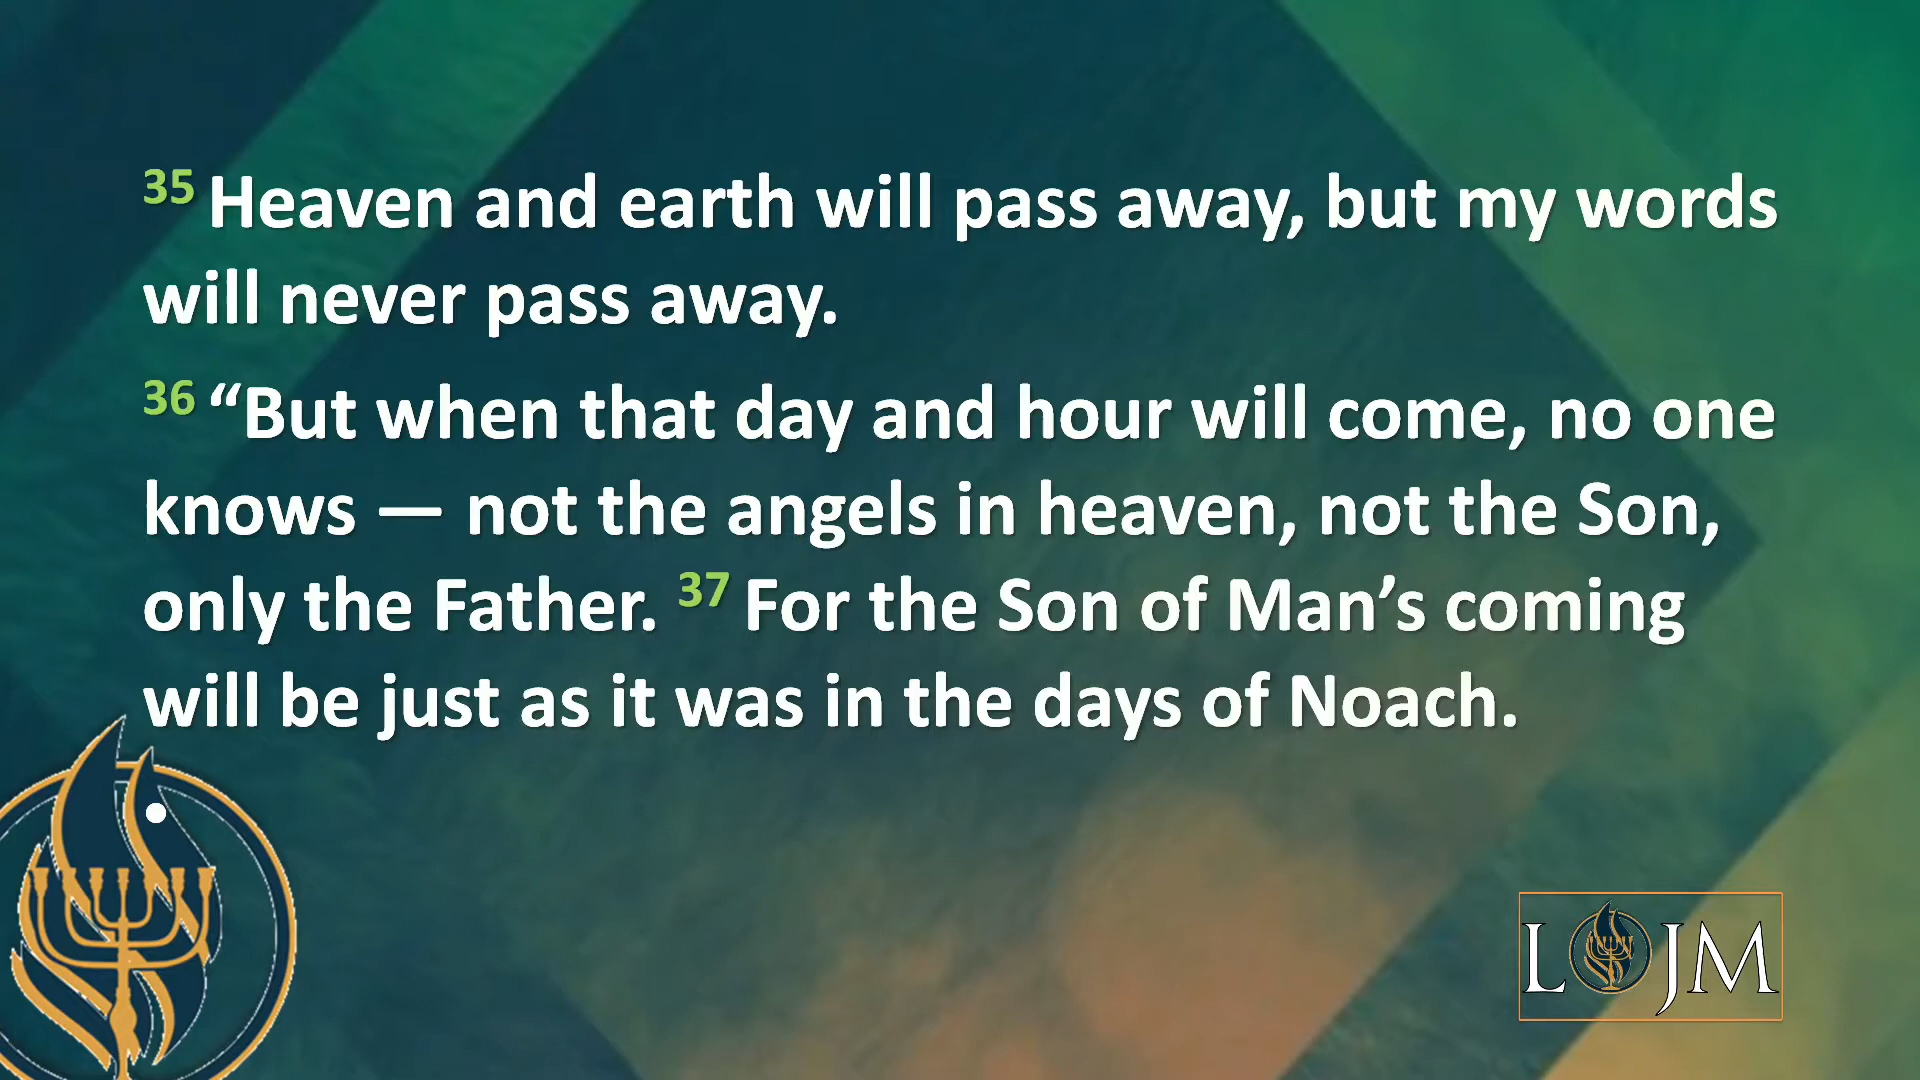 35 Heaven and earth will pass away, but my words
will never pass away.
36 “But when that day and hour will come, no one
knows — not the angels in heaven, not the Son,
only the Father. 37 For the Son of Man’s coming
will be just as it was in the days of Noach.
•
LOJM